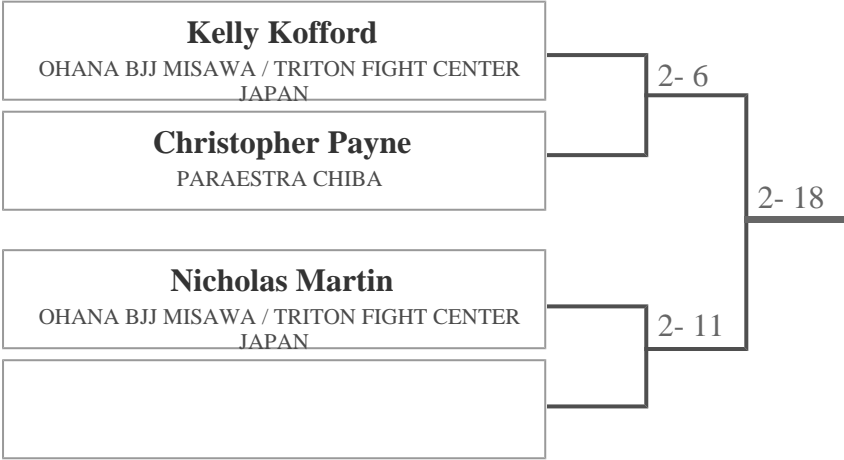 Kelly Kofford
OHANA BJJ MISAWA / TRITON FIGHT CENTER
JAPAN
2- 6
Christopher Payne
PARAESTRA CHIBA
2- 18
Nicholas Martin
OHANA BJJ MISAWA / TRITON FIGHT CENTER
JAPAN
2- 11